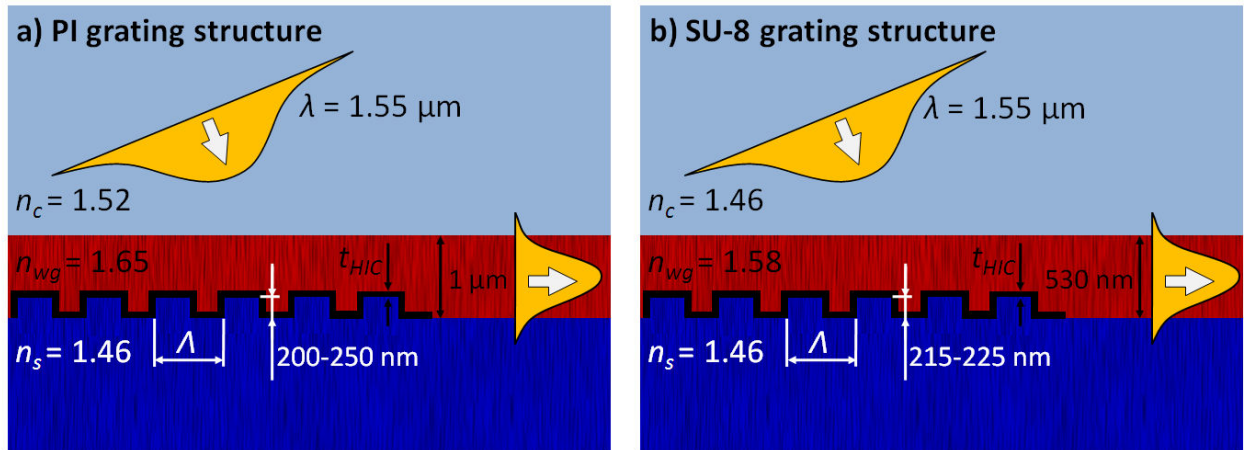 a) PI grating structure
λ = 1.55 µm
n_c = 1.52
n_wg = 1.65
t_HIC
1 µm
n_s = 1.46
Λ
200-250 nm
b) SU-8 grating structure
λ = 1.55 µm
n_c = 1.46
n_wg = 1.58
t_HIC
530 nm
n_s = 1.46
Λ
215-225 nm